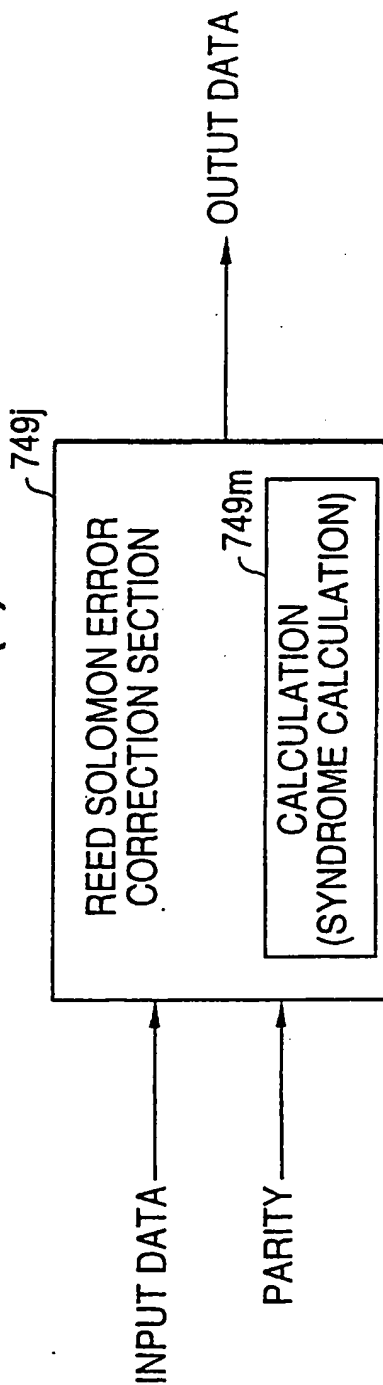 749j
REED SOLOMON ERROR
CORRECTION SECTION
749m
CALCULATION
(SYNDROME CALCULATION)
INPUT DATA
PARITY
OUTUT DATA